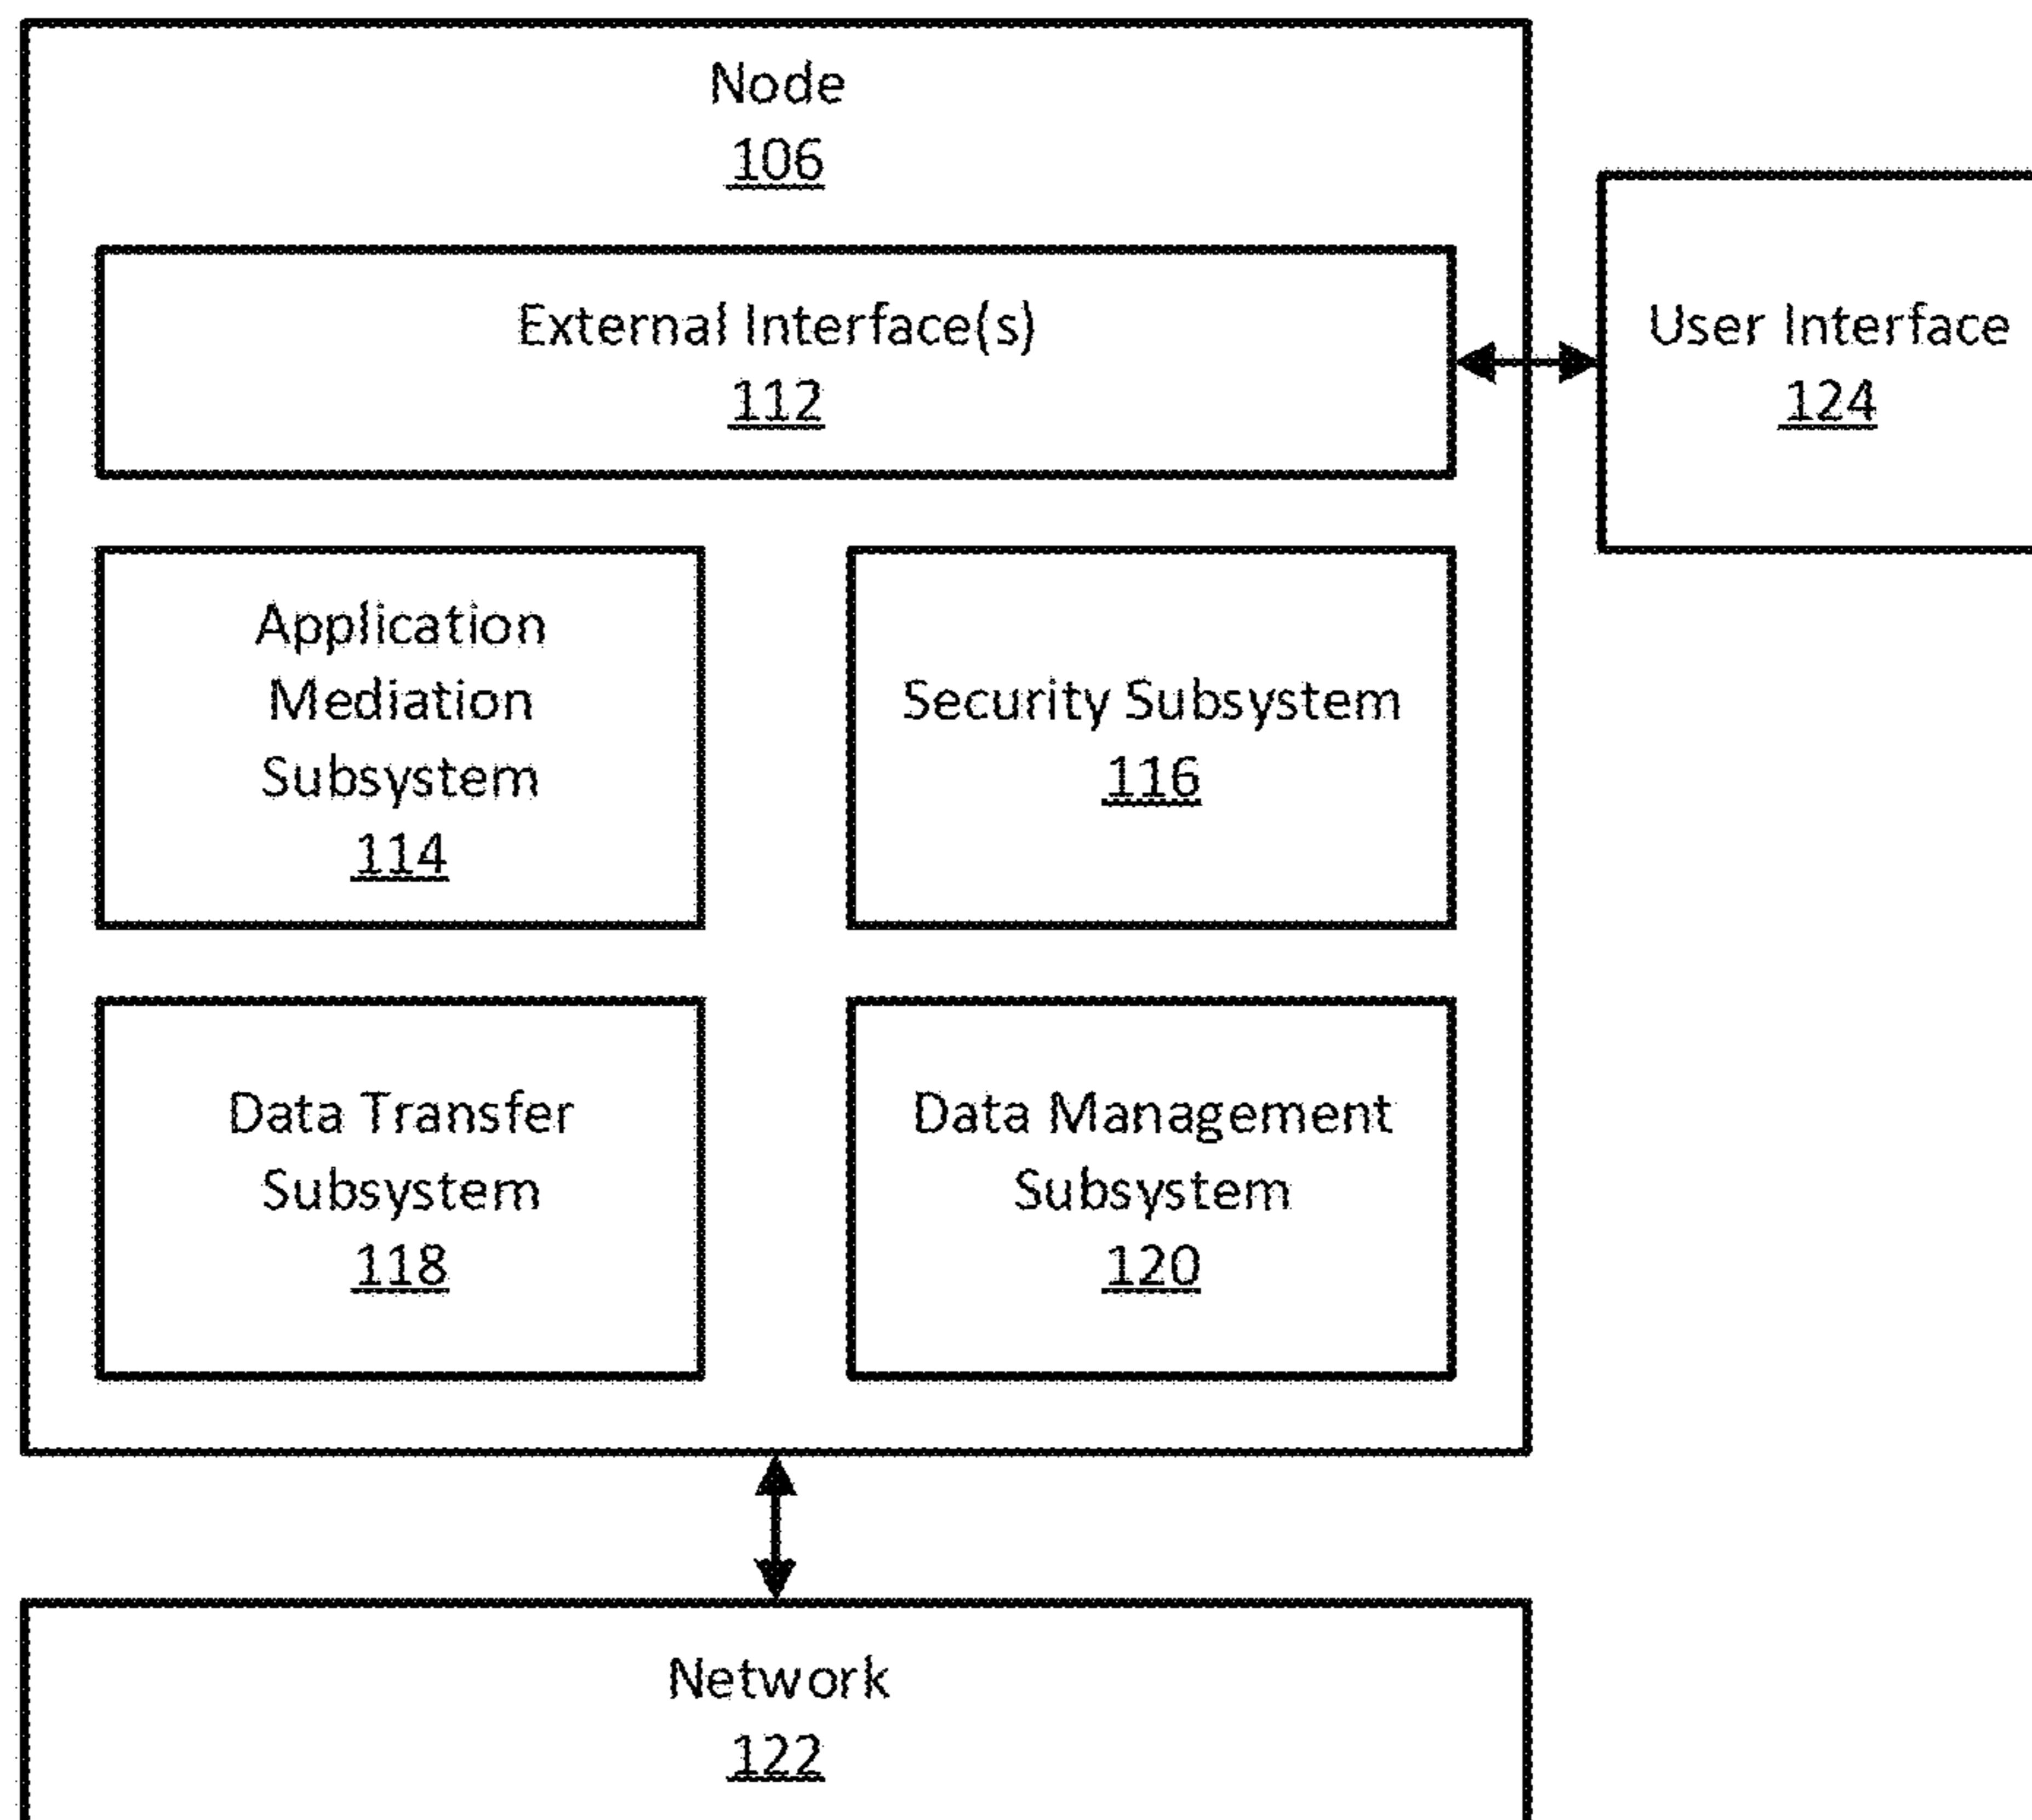 Node
106
External Interface(s)
112
User Interface
124
Application
Mediation
Subsystem
114
Security Subsystem
116
Data Transfer
Subsystem
118
Data Management
Subsystem
120
Network
122